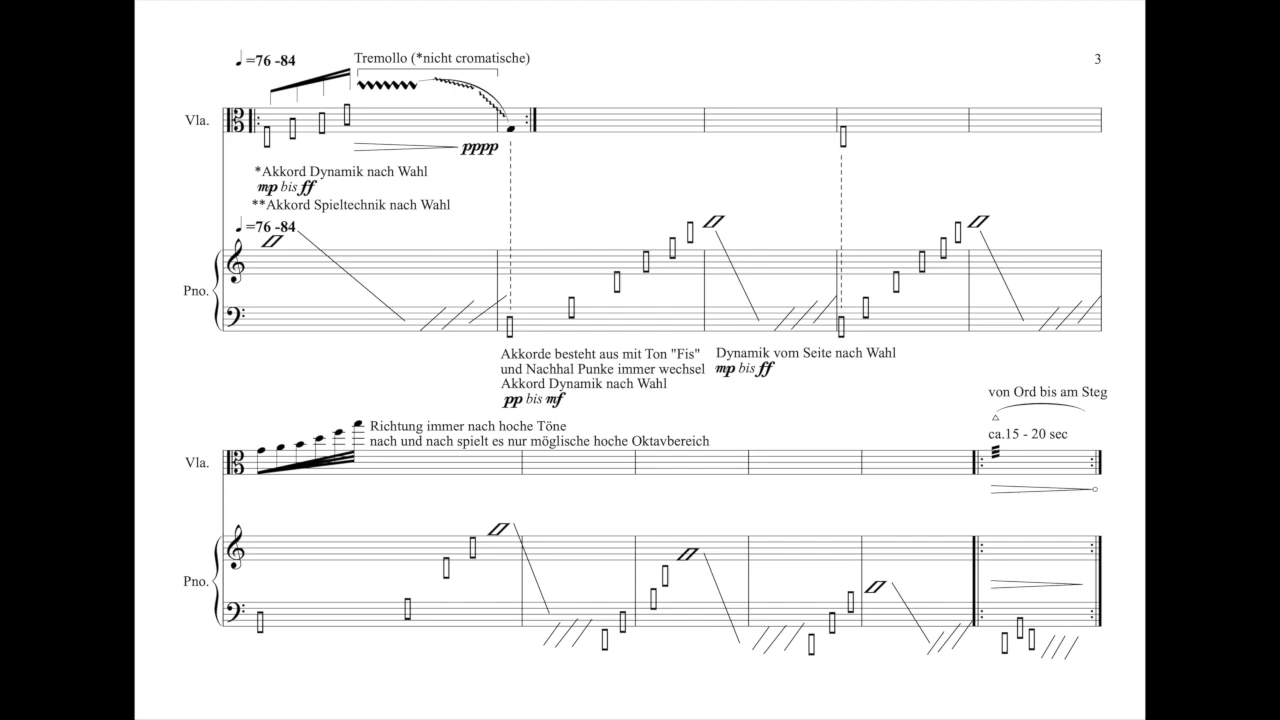 ♩=76 -84
Tremollo (*nicht cromatische)
3
Vla.
pppp
*Akkord Dynamik nach Wahl
mp bis ff
**Akkord Spieltechnik nach Wahl
♩=76 -84
Pno.
Akkorde besteht aus mit Ton "Fis"
und Nachhal Punke immer wechsel
Akkord Dynamik nach Wahl
pp bis mf
Dynamik vom Seite nach Wahl
mp bis ff
von Ord bis am Steg
ca.15 - 20 sec
Richtung immer nach hoche Töne
nach und nach spielt es nur möglische hoche Oktavbereich
Vla.
Pno.